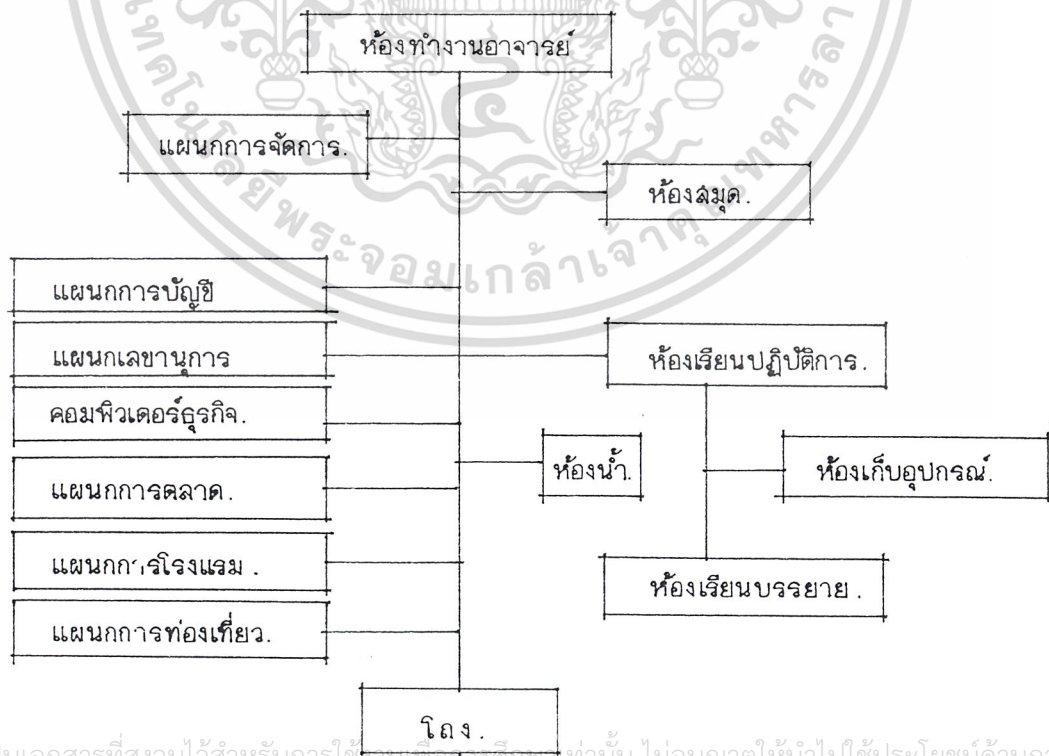 ห้องทำงานอาจารย์
แผนกการจัดการ.
ห้องสมุด.
แผนกการบัญชี
แผนกเลขานุการ
ห้องเรียนปฏิบัติการ.
คอมพิวเตอร์ธุรกิจ.
ห้องน้ำ.
ห้องเก็บอุปกรณ์.
แผนกการตลาด.
แผนกการโรงแรม.
ห้องเรียนบรรยาย.
แผนกการท่องเที่ยว.
โถง.